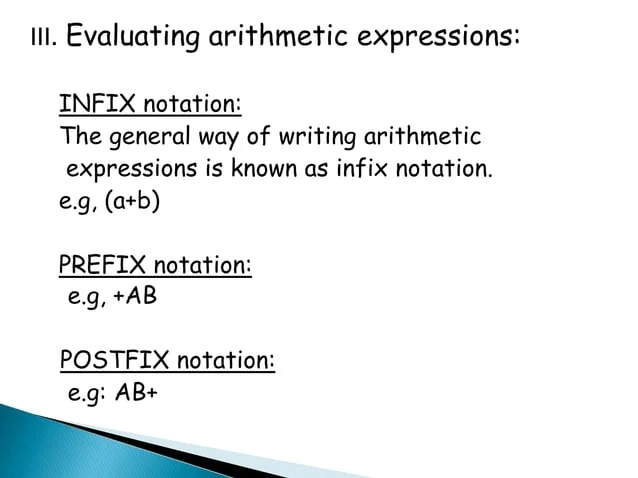 III. Evaluating arithmetic expressions:
INFIX notation:
The general way of writing arithmetic
expressions is known as infix notation.
e.g, (a+b)
PREFIX notation:
e.g, +AB
POSTFIX notation:
e.g: AB+